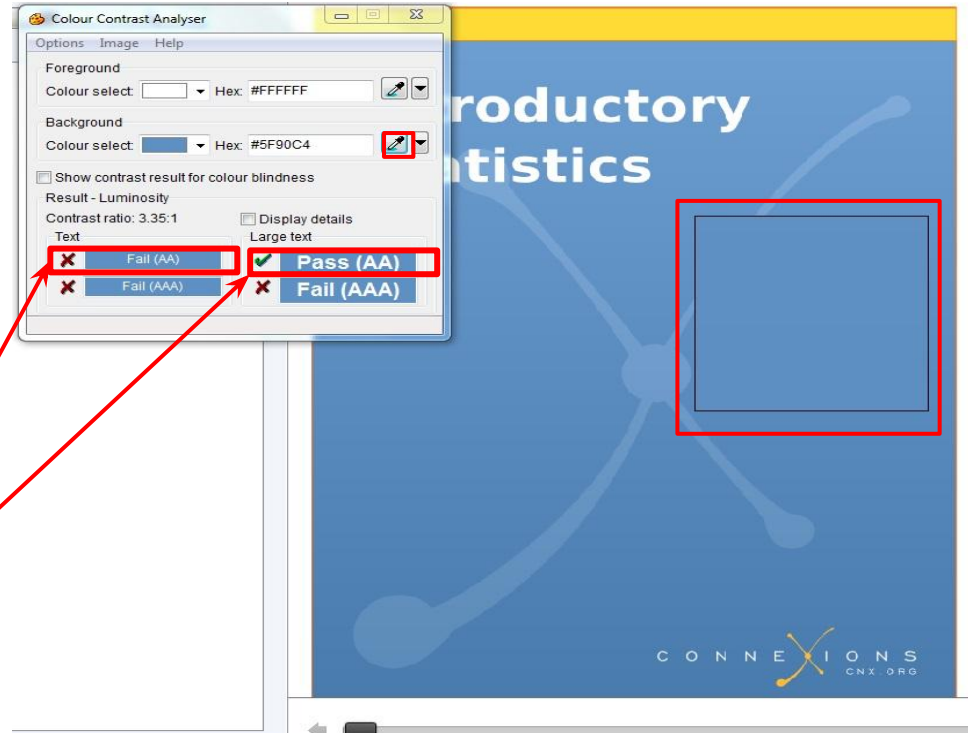 Colour Contrast Analyser
Options Image Help
Foreground
Colour select: Hex: #FFFFFF
Background
Colour select: Hex: #5F90C4
Show contrast result for colour blindness
Result - Luminosity
Contrast ratio: 3.35:1 Display details
Text Large text
Fail (AA) Pass (AA)
Fail (AAA) Fail (AAA)
roductory
tistics
CONNEXIONS
CNX.ORG